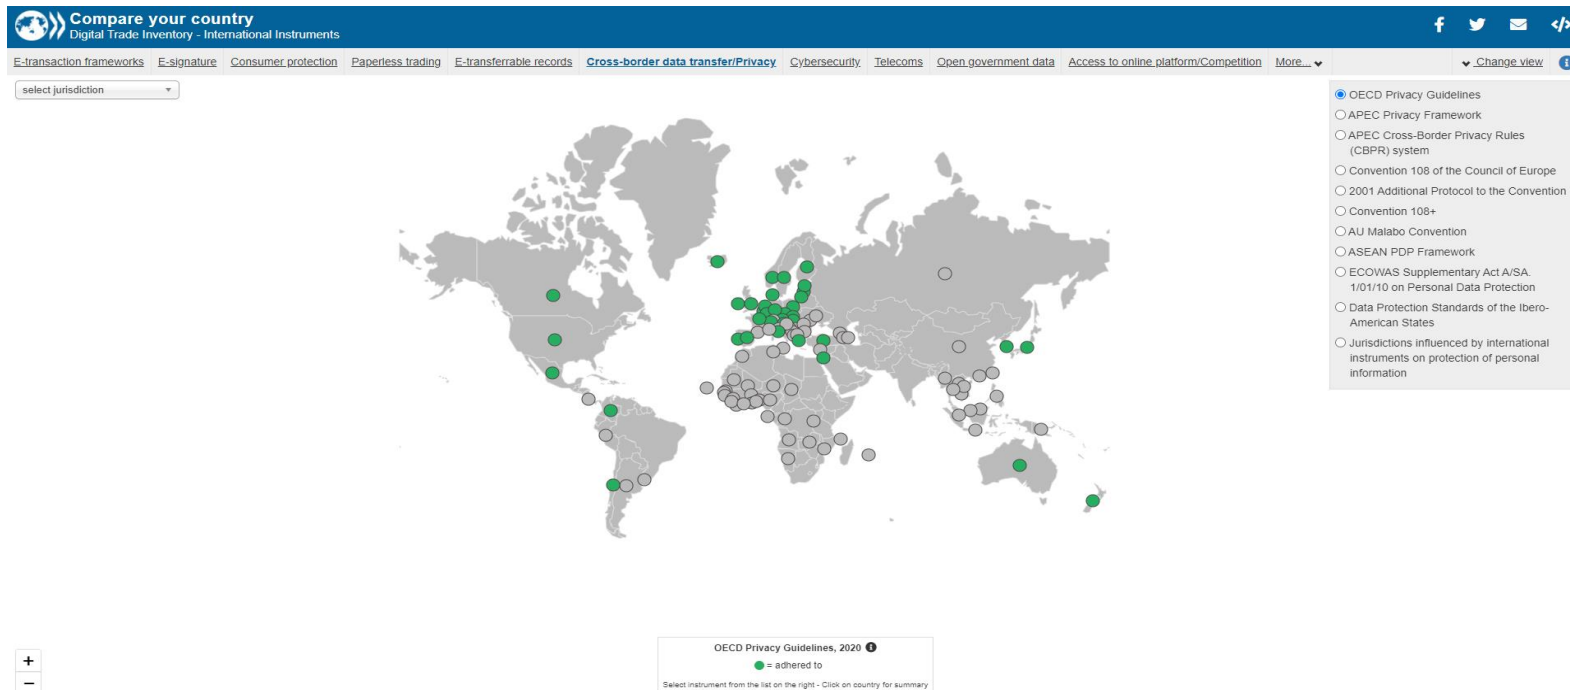 Compare your country
Digital Trade Inventory - International Instruments
E-transaction frameworks E-signature Consumer protection Paperless trading E-transferrable records Cross-border data transfer/Privacy Cybersecurity Telecoms Open government data Access to online platform/Competition More... Change view
select jurisdiction
OECD Privacy Guidelines
APEC Privacy Framework
APEC Cross-Border Privacy Rules
(CBPR) system
Convention 108 of the Council of Europe
2001 Additional Protocol to the Convention
Convention 108+
AU Malabo Convention
ASEAN PDP Framework
ECOWAS Supplementary Act A/SA.
1/01/10 on Personal Data Protection
Data Protection Standards of the Ibero-
American States
Jurisdictions influenced by international
instruments on protection of personal
information
+
−
OECD Privacy Guidelines, 2020
= adhered to
Select instrument from the list on the right - Click on country for summary